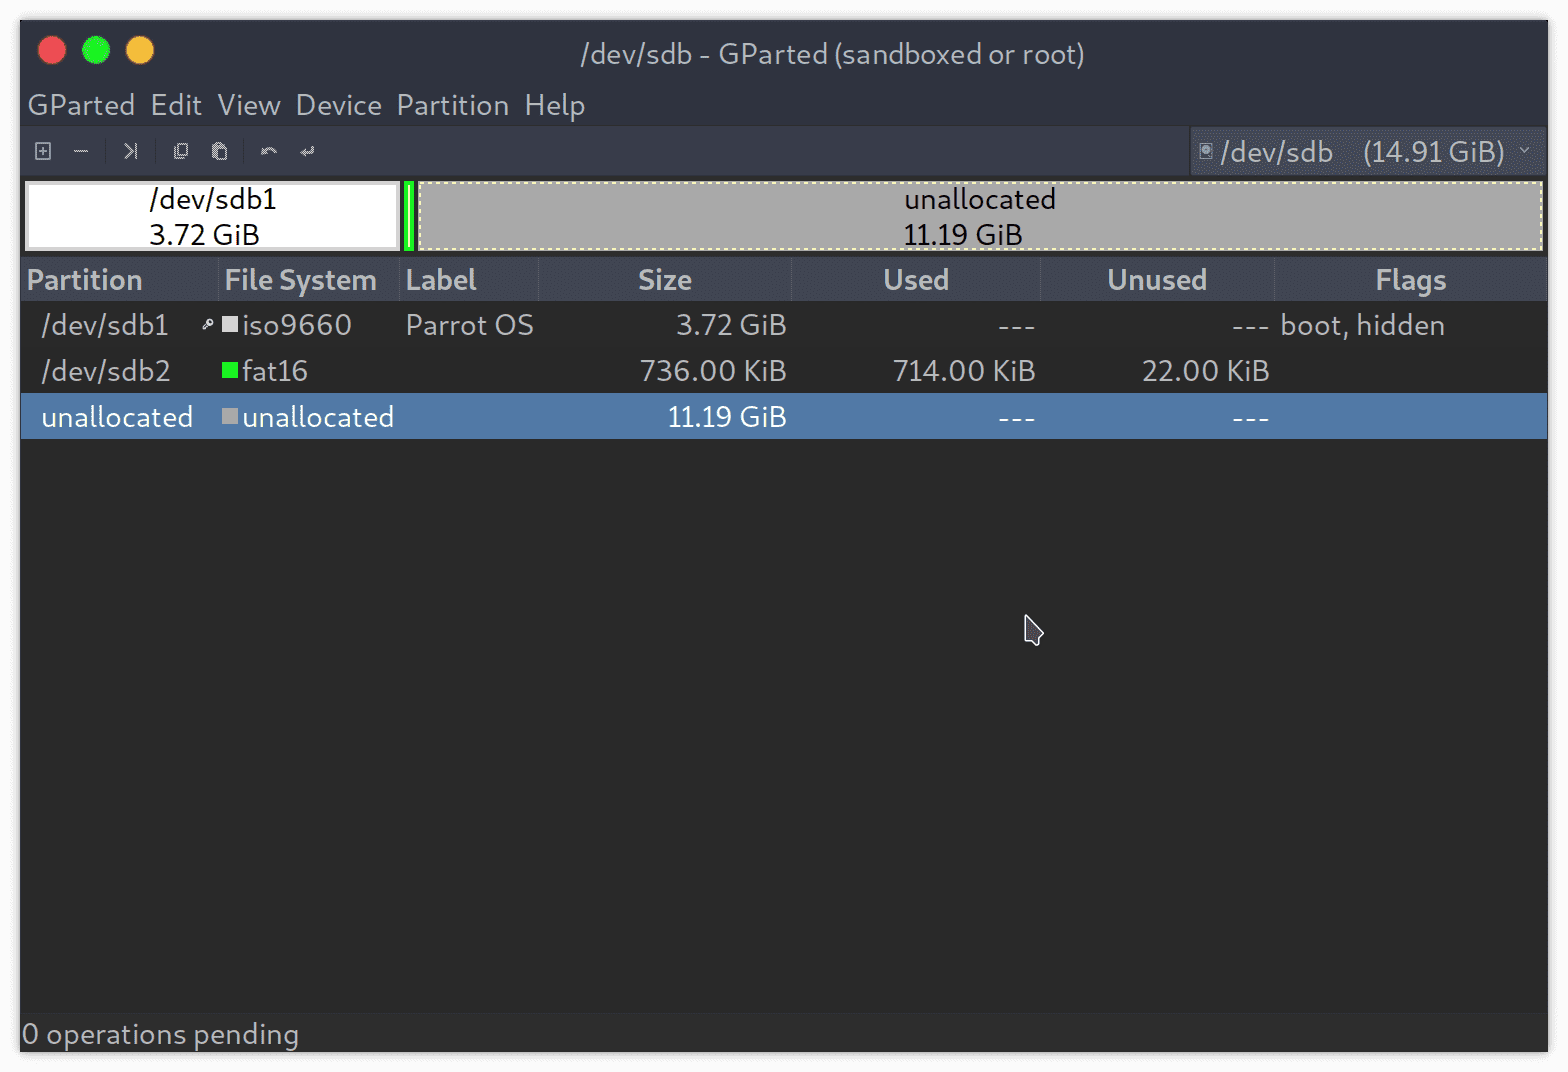 /dev/sdb - GParted (sandboxed or root)
GParted Edit View Device Partition Help
/dev/sdb (14.91 GiB)
/dev/sdb1
3.72 GiB
unallocated
11.19 GiB
Partition File System Label Size Used Unused Flags
/dev/sdb1 iso9660 Parrot OS 3.72 GiB --- --- boot, hidden
/dev/sdb2 fat16 736.00 KiB 714.00 KiB 22.00 KiB
unallocated unallocated 11.19 GiB --- ---
0 operations pending